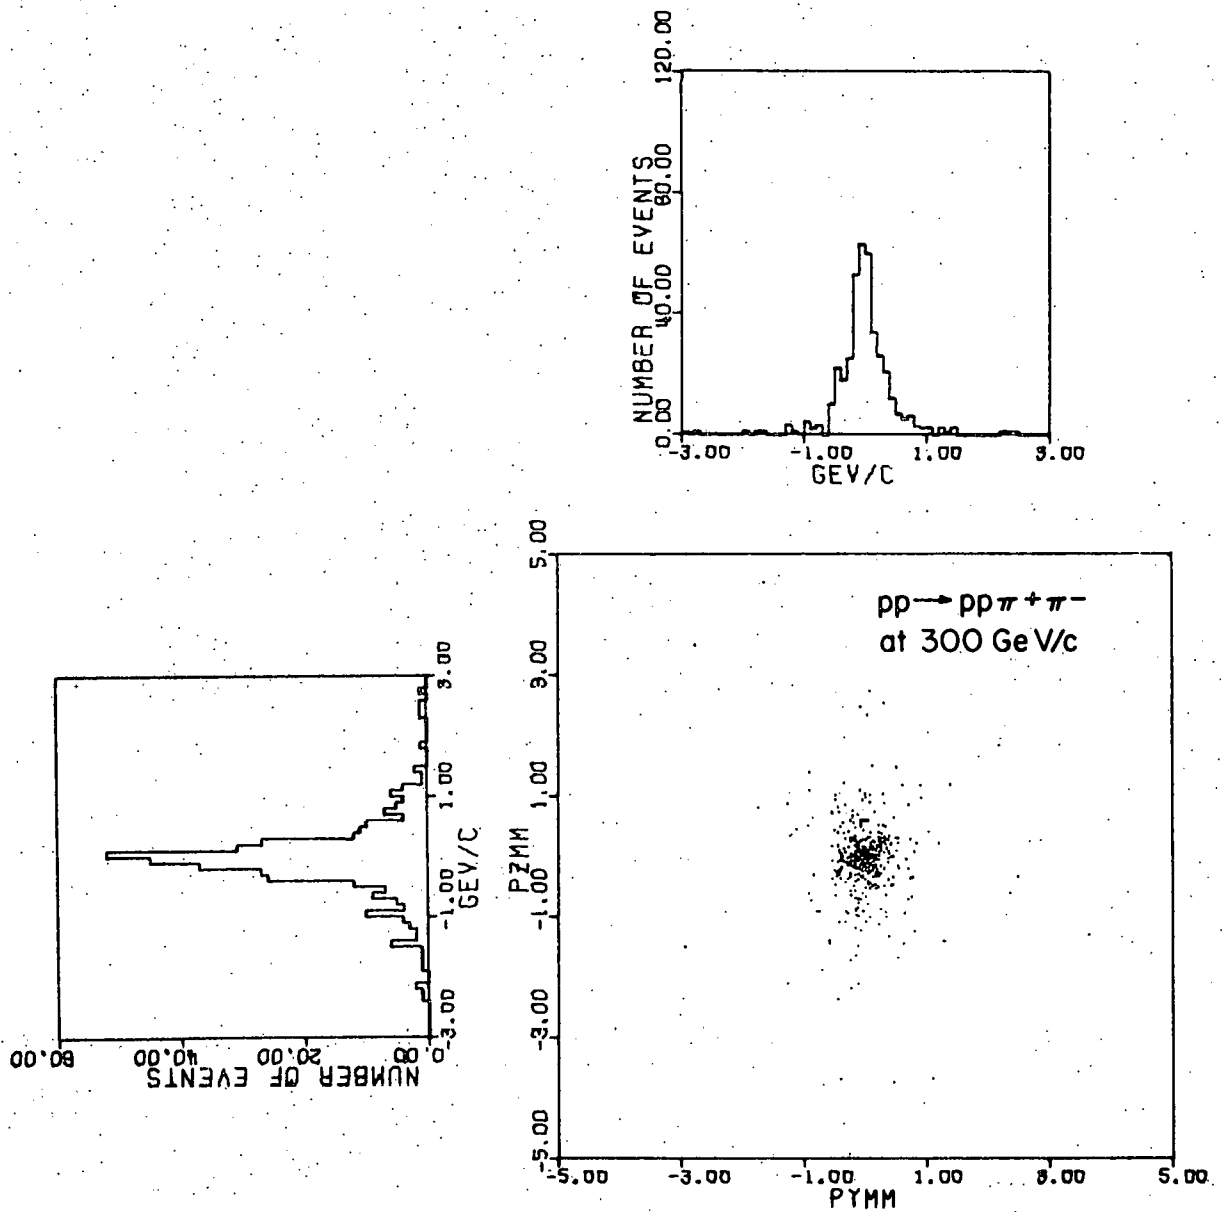 120.00
80.00
40.00
0.00
NUMBER OF EVENTS
-3.00 -1.00 1.00 3.00
GEV/C
pp → pp π + π -
at 300 GeV/c
5.00
3.00
1.00
-1.00
-3.00
-5.00
PZMM
-5.00 -3.00 -1.00 1.00 3.00 5.00
PYMM
3.00
1.00
-1.00
-3.00
GEV/C
60.00 40.00 20.00 0.00
NUMBER OF EVENTS